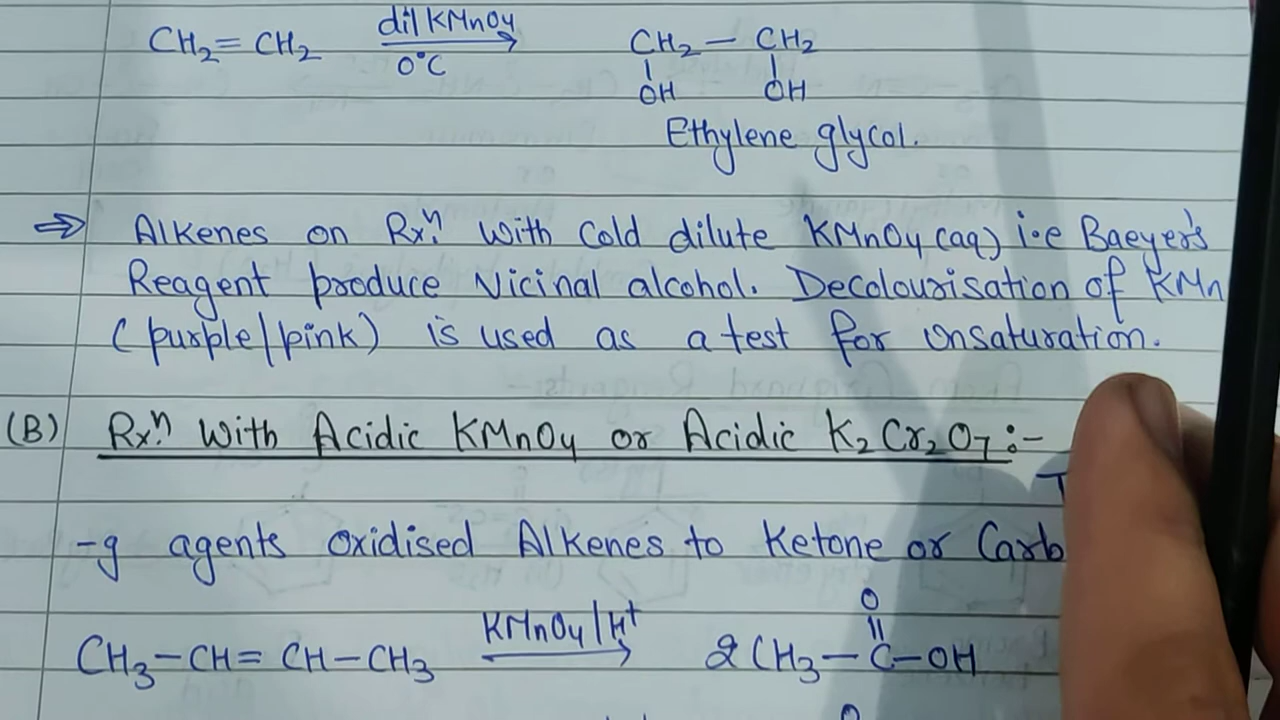 CH2 = CH2 dil KMnO4 0°C CH2 — CH2
OH OH
Ethylene glycol.
⇒ Alkenes on Rxn. With Cold dilute KMnO4 (aq) i.e Baeyer's
Reagent produce Vicinal alcohol. Decolourisation of KMn
(purple/pink) is used as a test for unsaturation.
(B) Rxn. With Acidic KMnO4 or Acidic K2Cr2O7:-
-g agents oxidised Alkenes to Ketone or Carb
CH3-CH=CH-CH3 KMnO4/H+ 2CH3-C-OH
O